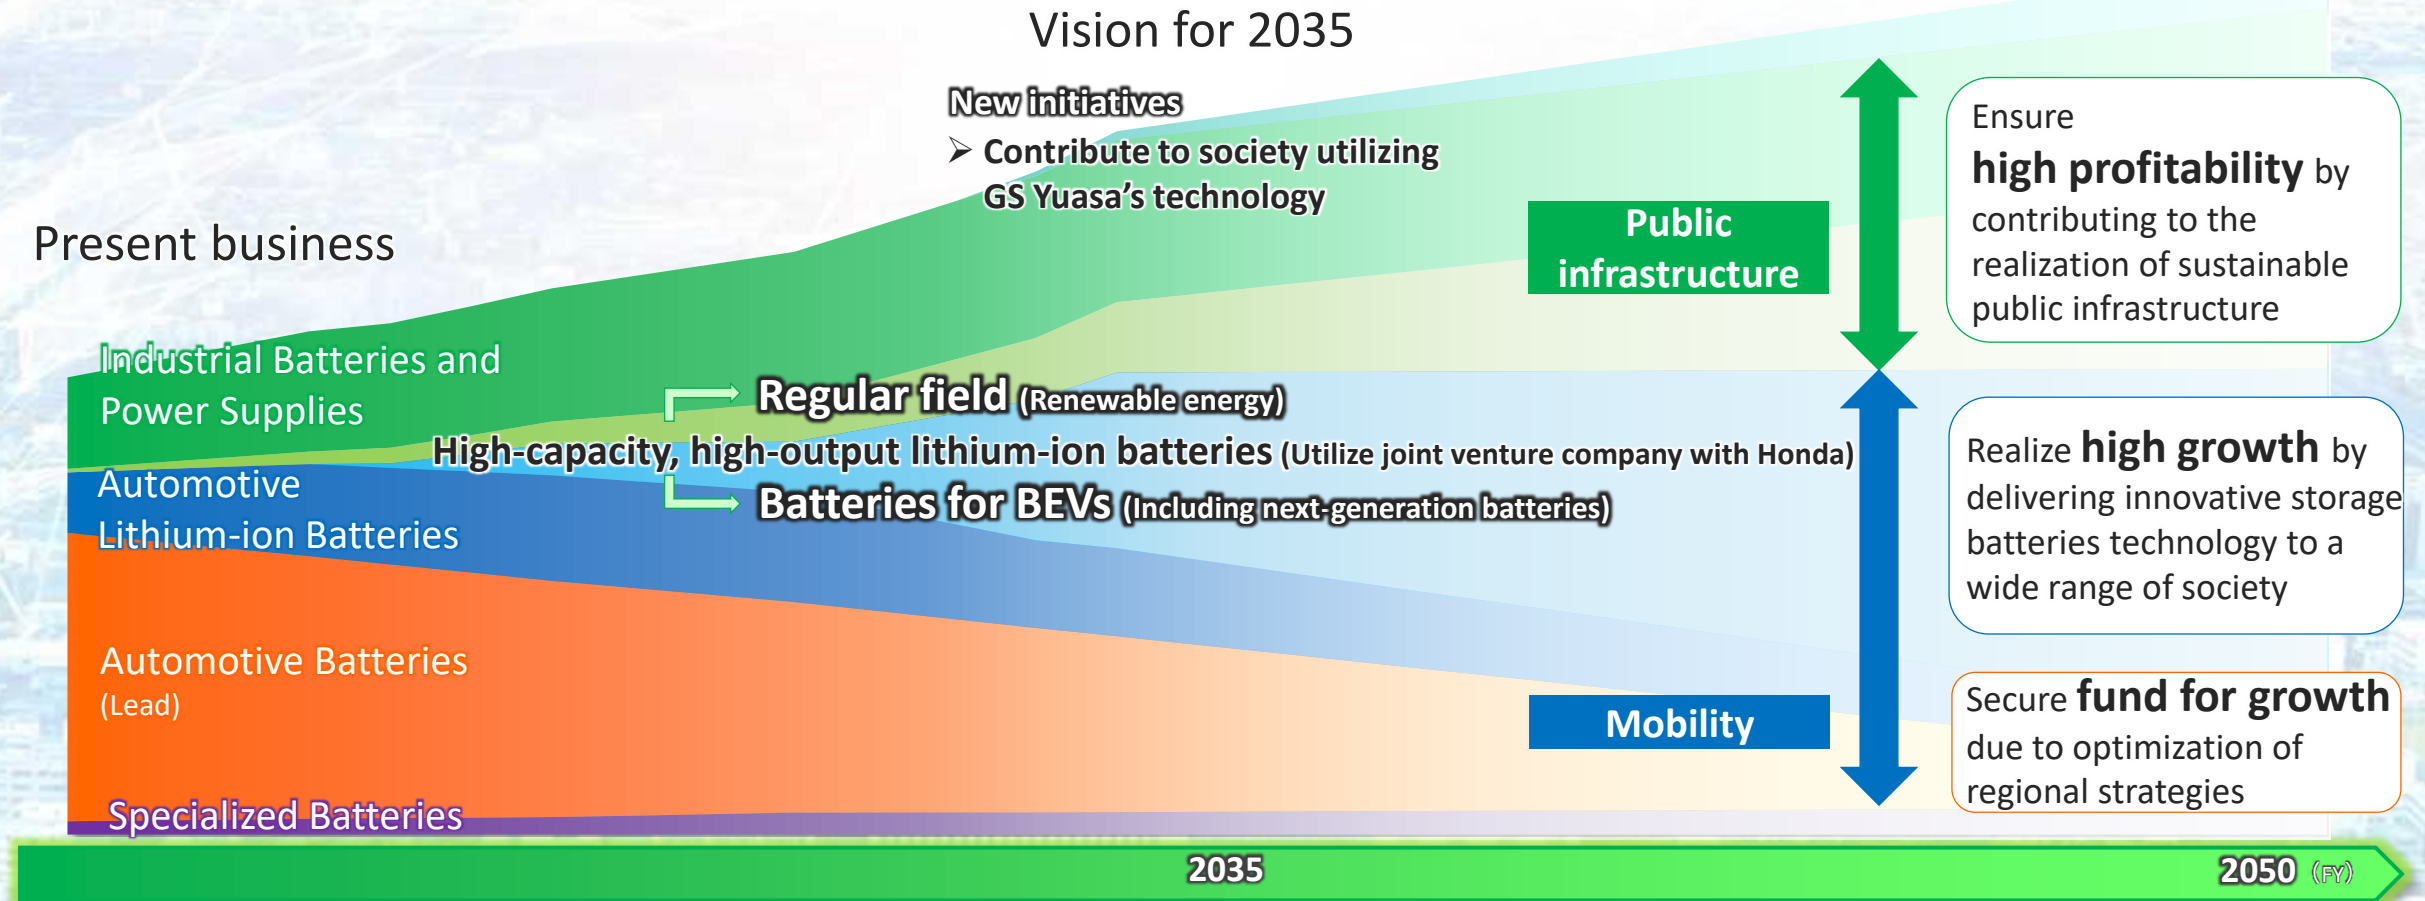 Vision for 2035
New initiatives
➢ Contribute to society utilizing
GS Yuasa's technology
Present business
Public
infrastructure
Ensure
high profitability by
contributing to the
realization of sustainable
public infrastructure
Industrial Batteries and
Power Supplies
Regular field (Renewable energy)
High-capacity, high-output lithium-ion batteries (Utilize joint venture company with Honda)
Batteries for BEVs (Including next-generation batteries)
Automotive
Lithium-ion Batteries
Realize high growth by
delivering innovative storage
batteries technology to a
wide range of society
Automotive Batteries
(Lead)
Mobility
Secure fund for growth
due to optimization of
regional strategies
Specialized Batteries
2035
2050 (FY)